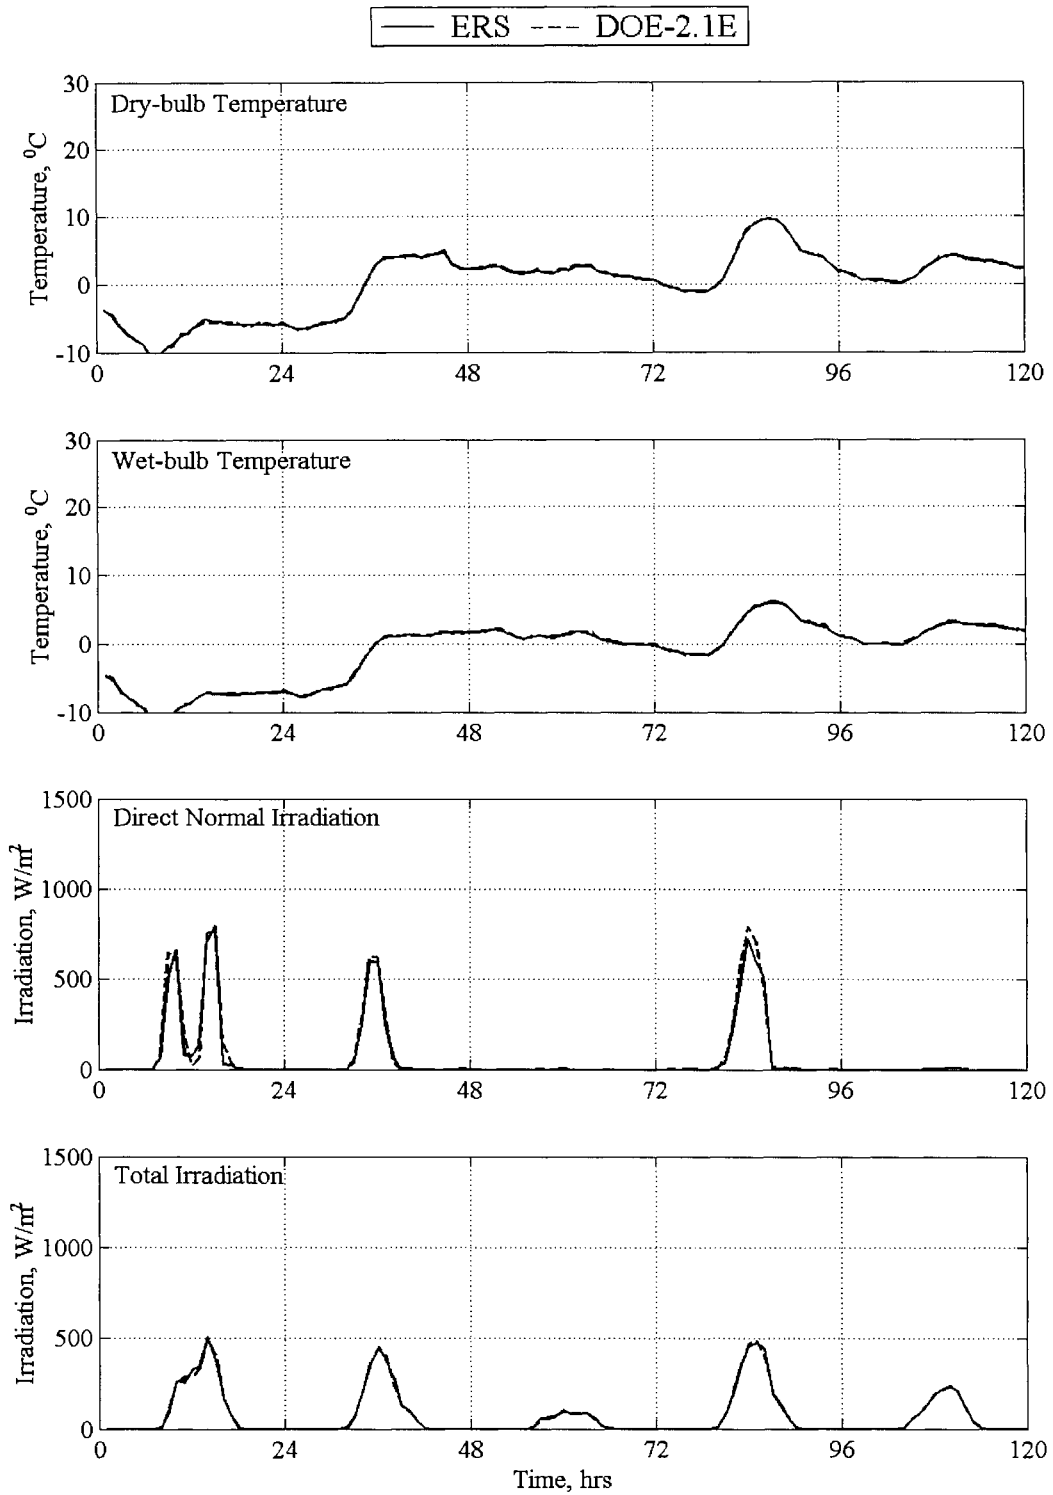 ERS DOE-2.1E
30
Dry-bulb Temperature
20
10
0
-10
Temperature, ⁰C
0 24 48 72 96 120
30
Wet-bulb Temperature
20
10
0
-10
Temperature, ⁰C
0 24 48 72 96 120
1500
Direct Normal Irradiation
1000
500
0
Irradiation, W/m²
0 24 48 72 96 120
1500
Total Irradiation
1000
500
0
Irradiation, W/m²
0 24 48 72 96 120
Time, hrs